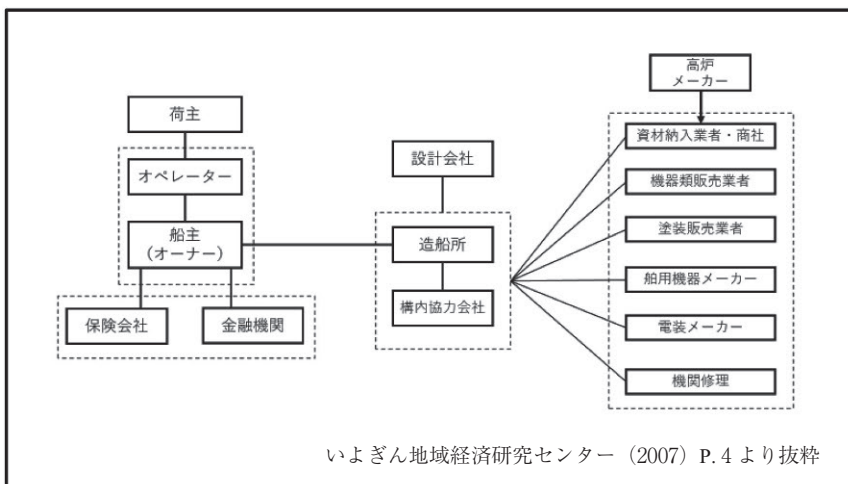 荷主
オペレーター
船主
（オーナー）
保険会社
金融機関
設計会社
造船所
構内協力会社
高炉
メーカー
資材納入業者・商社
機器類販売業者
塗装販売業者
舶用機器メーカー
電装メーカー
機関修理
いよぎん地域経済研究センター（2007）P.4より抜粋